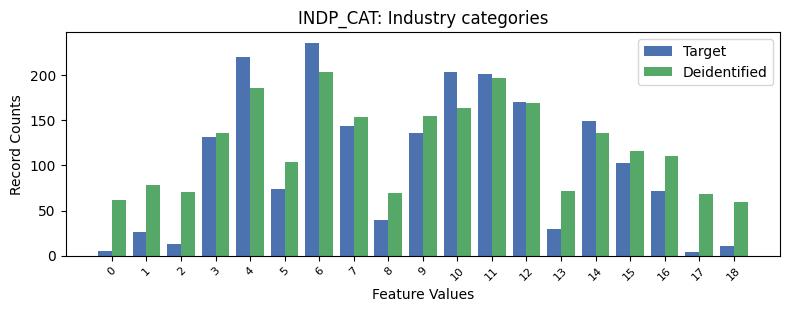 INDP_CAT: Industry categories
Target
Deidentified
Record Counts
200
150
100
50
0
0 1 2 3 4 5 6 7 8 9 10 11 12 13 14 15 16 17 18
Feature Values